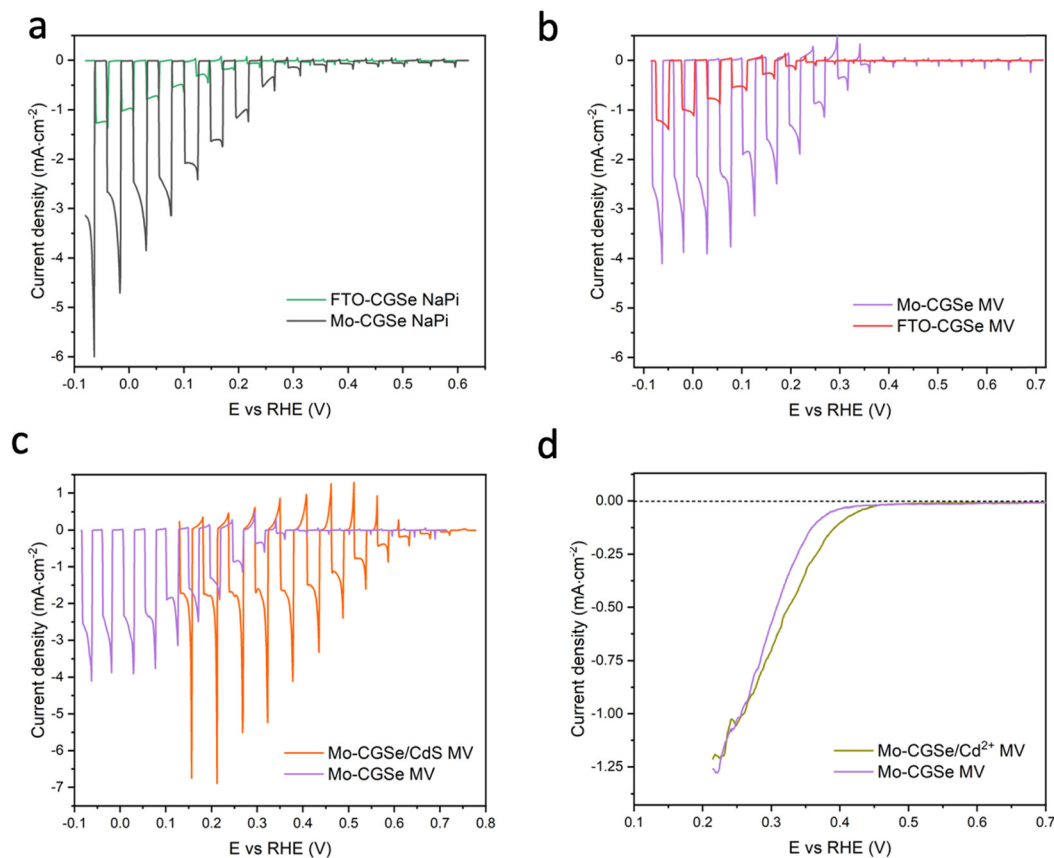 a
0
-1
-2
-3
-4
-5
-6
Current density (mA·cm⁻²)
FTO-CGSe NaPi
Mo-CGSe NaPi
-0.1 0.0 0.1 0.2 0.3 0.4 0.5 0.6
E vs RHE (V)
b
0
-1
-2
-3
-4
-5
-6
Current density (mA·cm⁻²)
Mo-CGSe MV
FTO-CGSe MV
-0.1 0.0 0.1 0.2 0.3 0.4 0.5 0.6 0.7
E vs RHE (V)
c
1
0
-1
-2
-3
-4
-5
-6
-7
Current density (mA·cm⁻²)
Mo-CGSe/CdS MV
Mo-CGSe MV
-0.1 0.0 0.1 0.2 0.3 0.4 0.5 0.6 0.7 0.8
E vs RHE (V)
d
0.00
-0.25
-0.50
-0.75
-1.00
-1.25
Current density (mA·cm⁻²)
Mo-CGSe/Cd²⁺ MV
Mo-CGSe MV
0.1 0.2 0.3 0.4 0.5 0.6 0.7
E vs RHE (V)